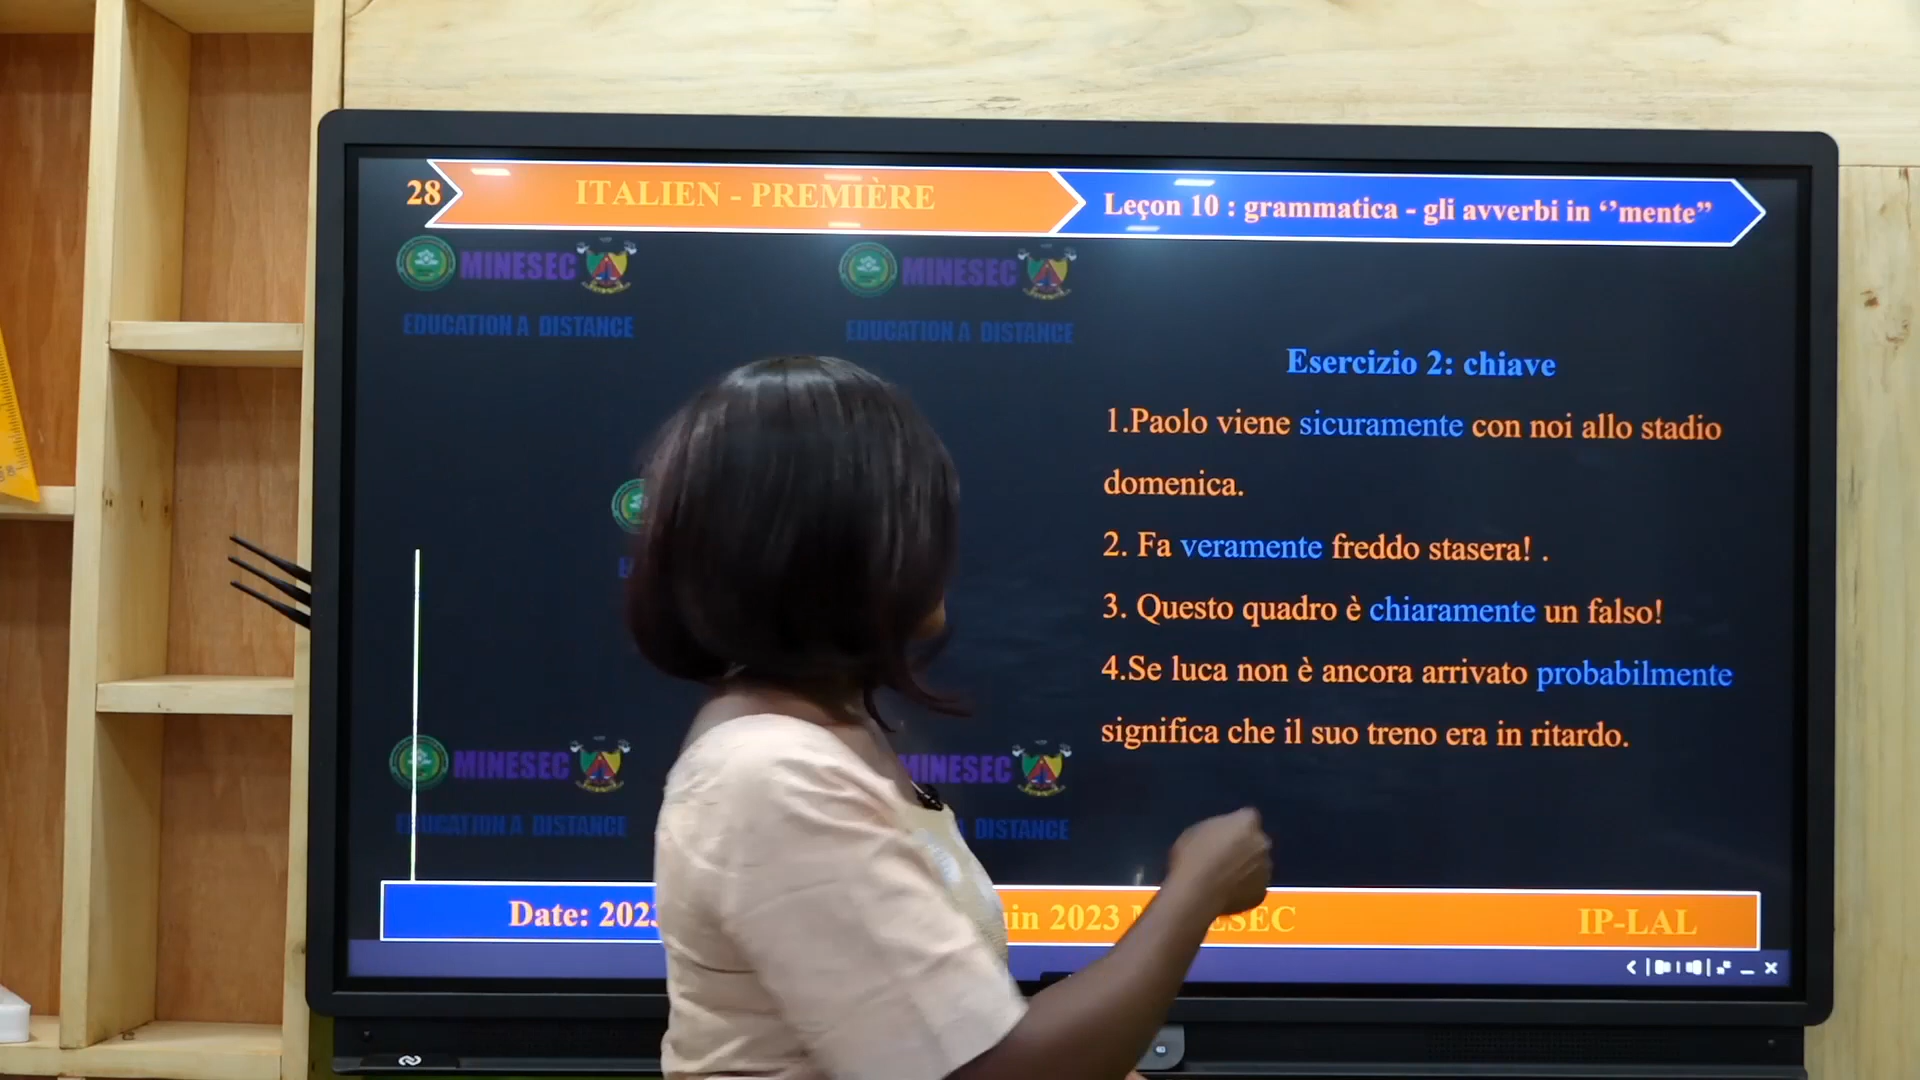 28
ITALIEN - PREMIÈRE
Leçon 10 : grammatica - gli avverbi in ‘’mente”
MINESEC
EDUCATION A DISTANCE
MINESEC
EDUCATION A DISTANCE
Esercizio 2: chiave
1.Paolo viene sicuramente con noi allo stadio
domenica.
2. Fa veramente freddo stasera! .
3. Questo quadro è chiaramente un falso!
4.Se luca non è ancora arrivato probabilmente
significa che il suo treno era in ritardo.
MINESEC
EDUCATION A DISTANCE
MINESEC
DISTANCE
Date: 2023
2023
IP-LAL